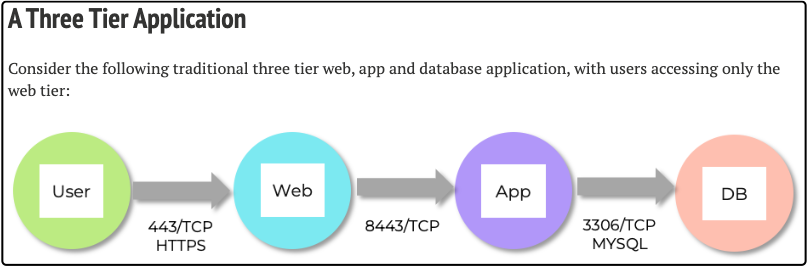 A Three Tier Application
Consider the following traditional three tier web, app and database application, with users accessing only the
web tier:
User
Web
App
DB
443/TCP
HTTPS
8443/TCP
3306/TCP
MYSQL